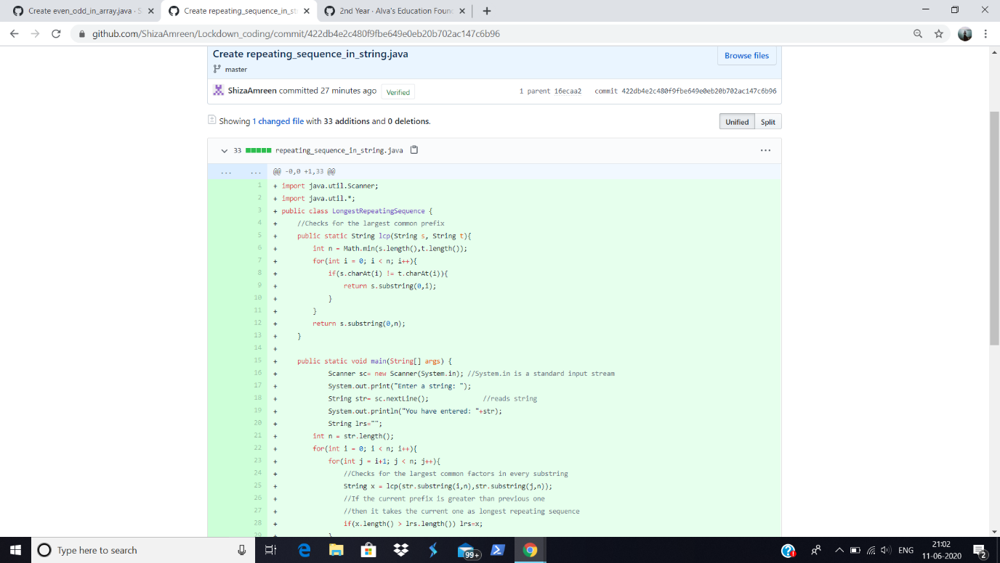 Create even_odd_in_array.java · S
Create repeating_sequence_in_st
2nd Year · Alva's Education Foun
github.com/ShizaAmreen/Lockdown_coding/commit/422db4e2c480f9fbe649e0eb20b702ac147c6b96
Create repeating_sequence_in_string.java
Browse files
master
ShizaAmreen committed 27 minutes ago Verified
1 parent 16ecaa2 commit 422db4e2c480f9fbe649e0eb20b702ac147c6b96
Showing 1 changed file with 33 additions and 0 deletions.
Unified Split
33 repeating_sequence_in_string.java ...
... ... @@ -0,0 +1,33 @@
1 + import java.util.Scanner;
2 + import java.util.*;
3 + public class LongestRepeatingSequence {
4 + //Checks for the largest common prefix
5 + public static String lcp(String s, String t){
6 + int n = Math.min(s.length(),t.length());
7 + for(int i = 0; i < n; i++){
8 + if(s.charAt(i) != t.charAt(i)){
9 + return s.substring(0,i);
10 + }
11 + }
12 + return s.substring(0,n);
13 + }
14 +
15 + public static void main(String[] args) {
16 + Scanner sc= new Scanner(System.in); //System.in is a standard input stream
17 + System.out.print("Enter a string: ");
18 + String str= sc.nextLine(); //reads string
19 + System.out.println("You have entered: "+str);
20 + String lrs="";
21 + int n = str.length();
22 + for(int i = 0; i < n; i++){
23 + for(int j = i+1; j < n; j++){
24 + //Checks for the largest common factors in every substring
25 + String x = lcp(str.substring(i,n),str.substring(j,n));
26 + //If the current prefix is greater than previous one
27 + //then it takes the current one as longest repeating sequence
28 + if(x.length() > lrs.length()) lrs=x;
29 + }
Type here to search
99+
ENG
21:02
11-06-2020
2